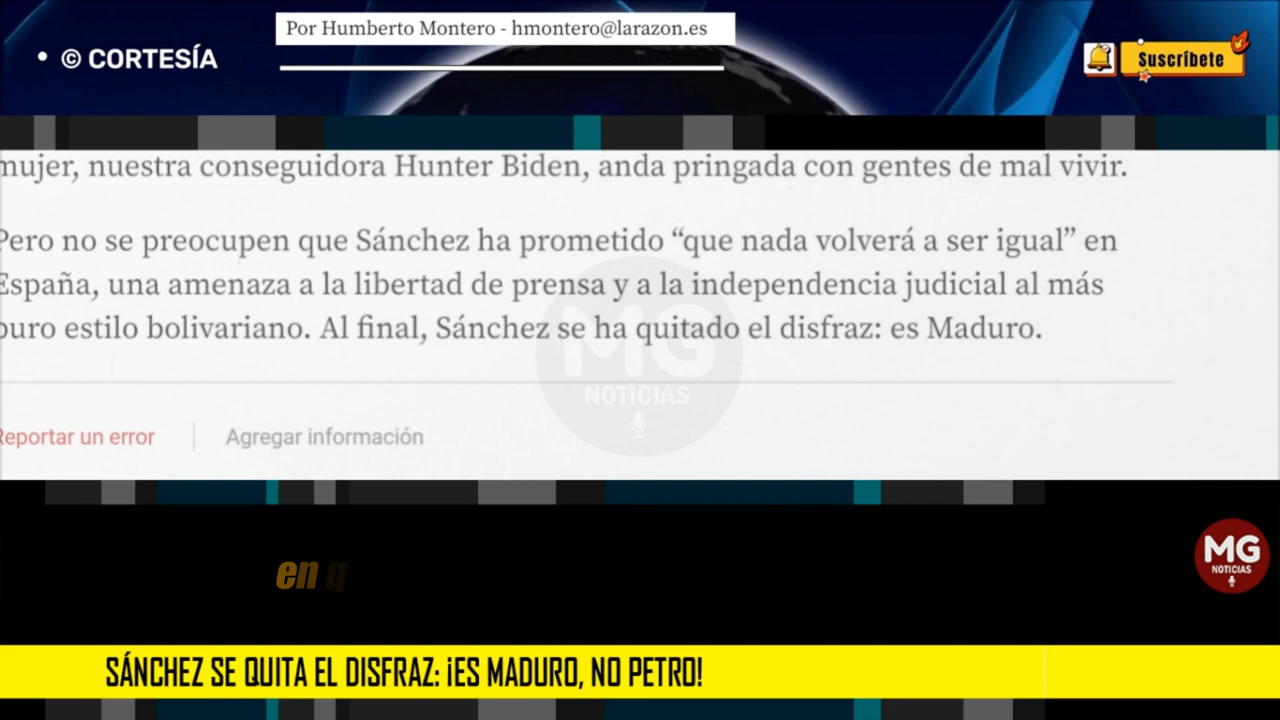 Por Humberto Montero - hmontero@larazon.es
• © CORTESÍA
Suscríbete
mujer, nuestra conseguidora Hunter Biden, anda pringada con gentes de mal vivir.
Pero no se preocupen que Sánchez ha prometido “que nada volverá a ser igual” en
España, una amenaza a la libertad de prensa y a la independencia judicial al más
puro estilo bolivariano. Al final, Sánchez se ha quitado el disfraz: es Maduro.
MG
NOTICIAS
Reportar un error
Agregar información
en q
MG
NOTICIAS
SÁNCHEZ SE QUITA EL DISFRAZ: ¡ES MADURO, NO PETRO!